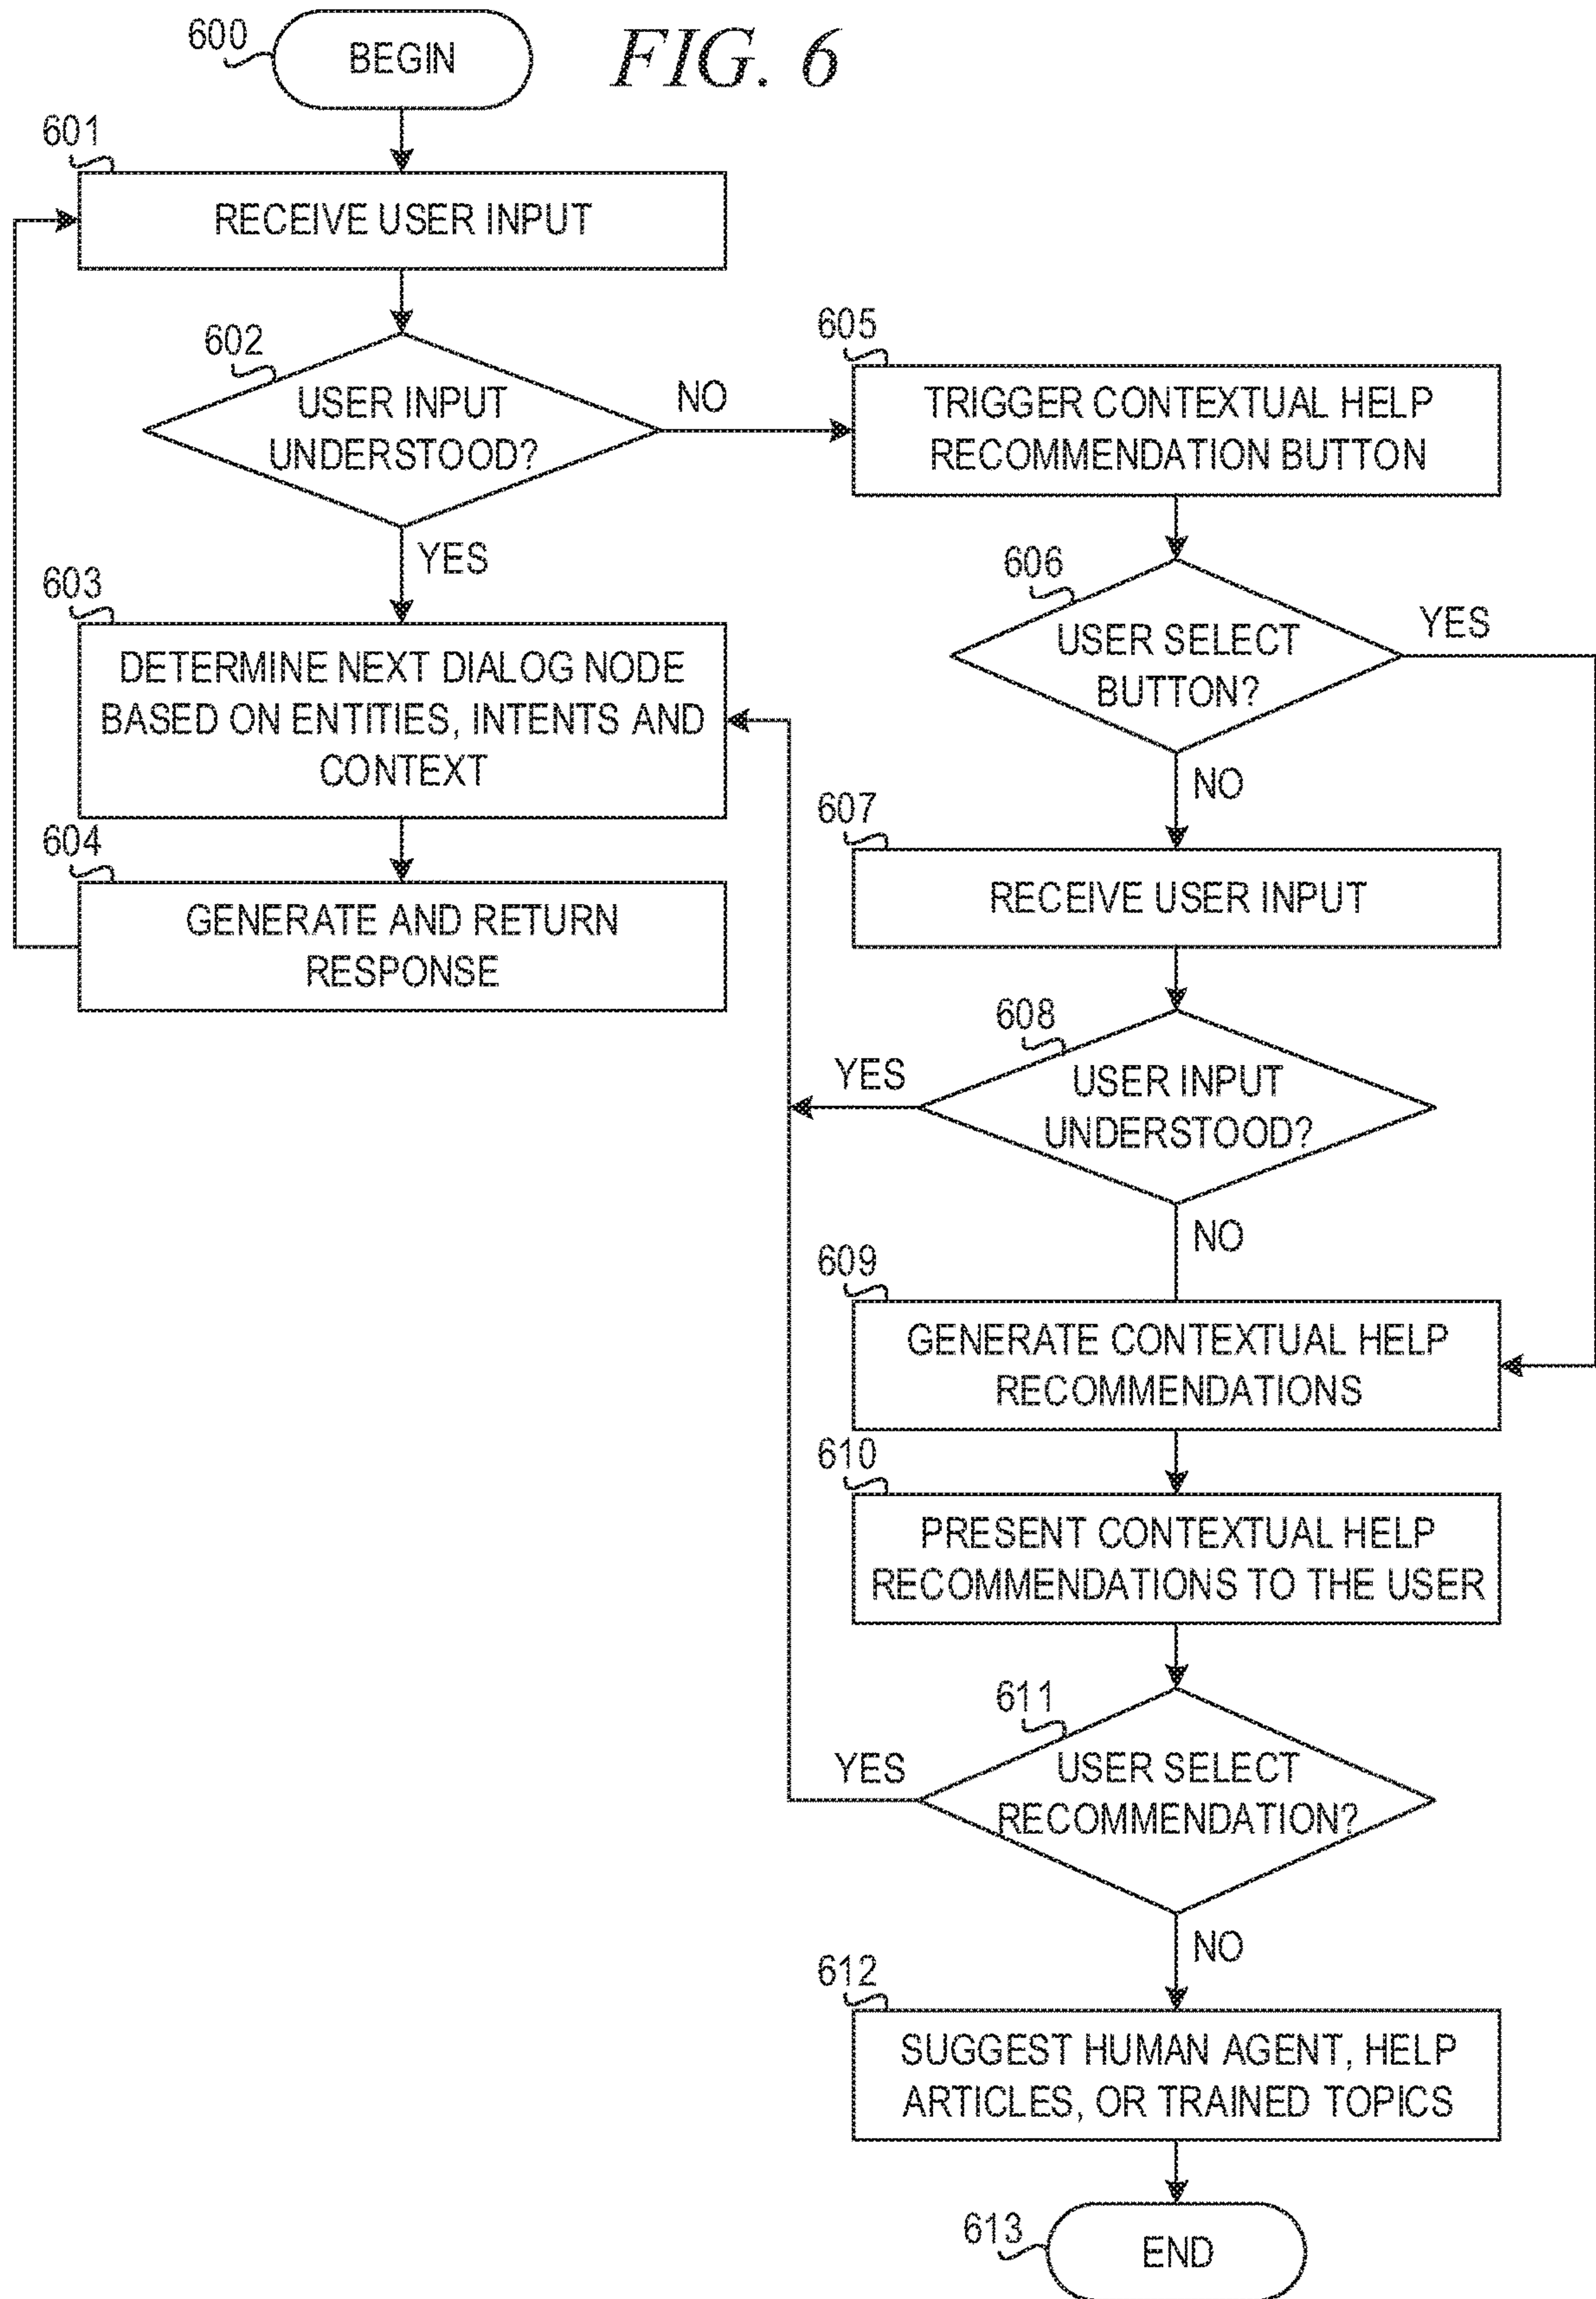 600
BEGIN
FIG. 6
601
RECEIVE USER INPUT
602
USER INPUT
UNDERSTOOD?
NO
YES
603
DETERMINE NEXT DIALOG NODE
BASED ON ENTITIES, INTENTS AND
CONTEXT
604
GENERATE AND RETURN
RESPONSE
605
TRIGGER CONTEXTUAL HELP
RECOMMENDATION BUTTON
606
USER SELECT
BUTTON?
YES
NO
607
RECEIVE USER INPUT
608
USER INPUT
UNDERSTOOD?
YES
NO
609
GENERATE CONTEXTUAL HELP
RECOMMENDATIONS
610
PRESENT CONTEXTUAL HELP
RECOMMENDATIONS TO THE USER
611
USER SELECT
RECOMMENDATION?
YES
NO
612
SUGGEST HUMAN AGENT, HELP
ARTICLES, OR TRAINED TOPICS
613
END